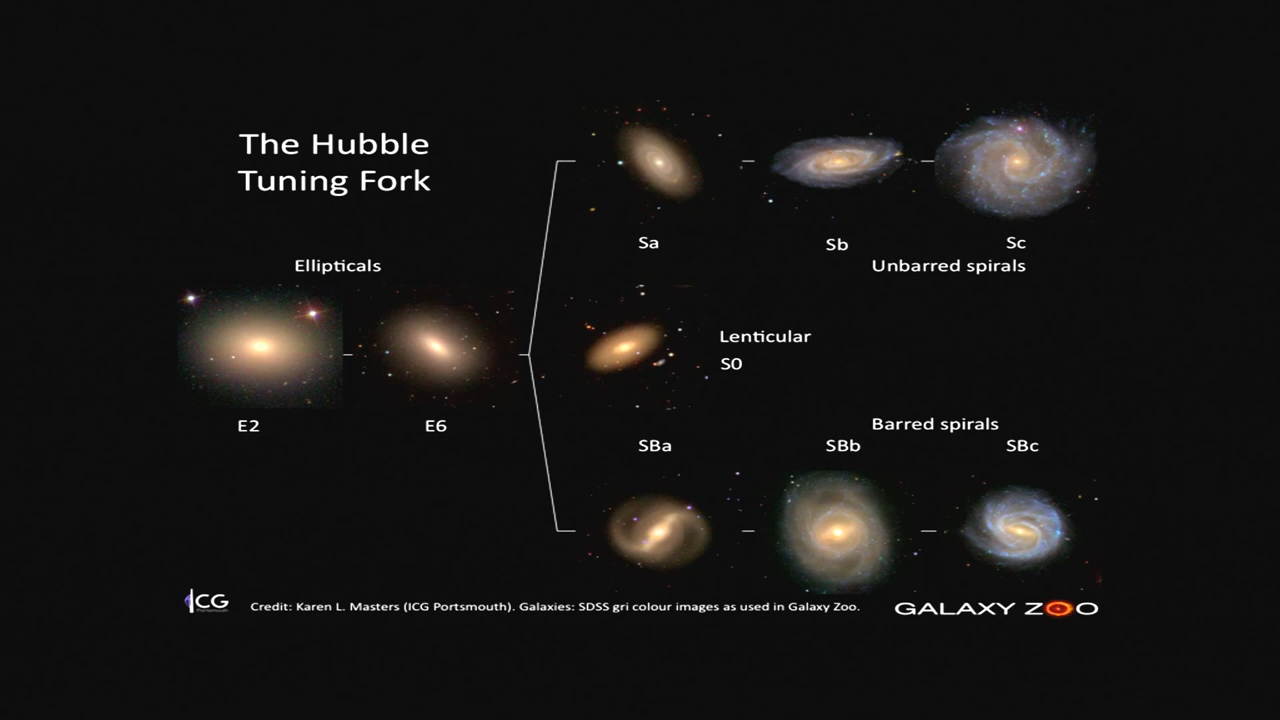 The Hubble
Tuning Fork
Ellipticals
E2
E6
Sa
Sb
Sc
Unbarred spirals
Lenticular
S0
Barred spirals
SBa
SBb
SBc
ICG
Portsmouth
Credit: Karen L. Masters (ICG Portsmouth). Galaxies: SDSS gri colour images as used in Galaxy Zoo.
GALAXY ZOO